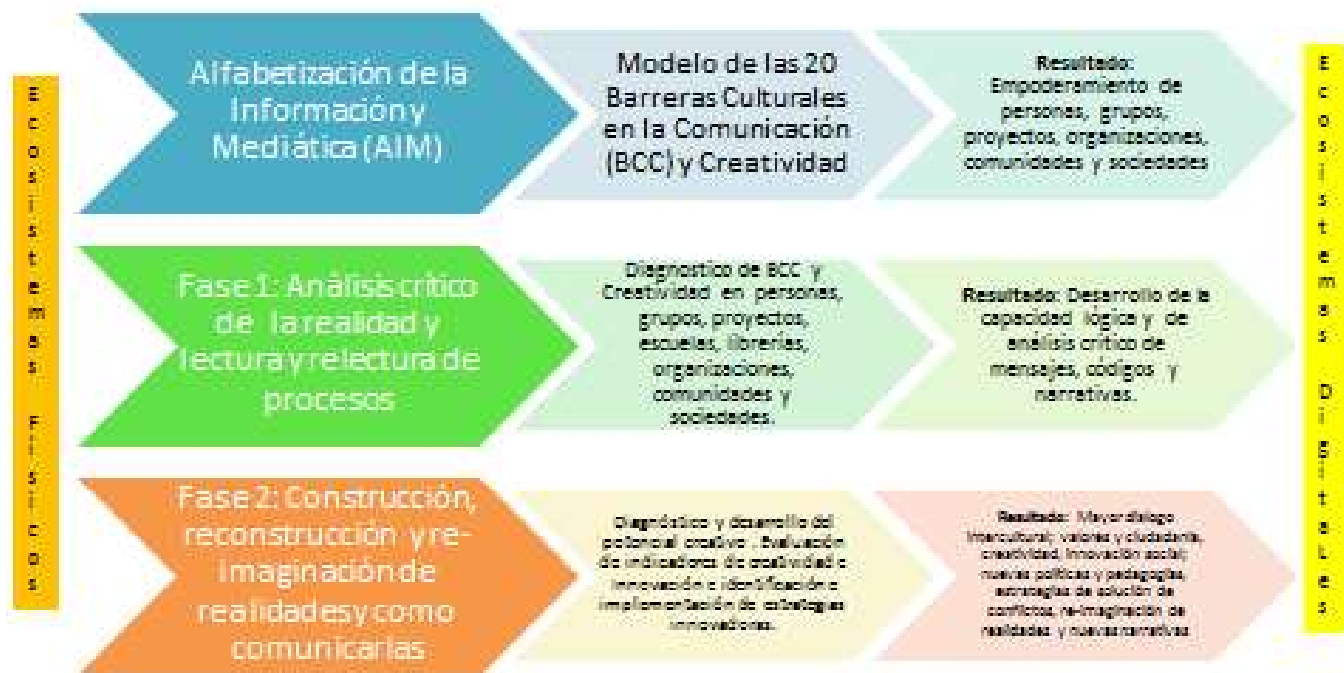 Ecosistemas Físicos
Alfabetización de la
Información y
Mediática (AIM)
Modelo de las 20
Barreras Culturales
en la Comunicación
(BCC) y Creatividad
Resultado:
Empoderamiento de
personas, grupos,
proyectos, organizaciones,
comunidades y sociedades
Fase 1: Análisis crítico
de la realidad y
lectura y relectura de
procesos
Diagnostico de BCC y
Creatividad en personas,
grupos, proyectos,
escuelas, librerías,
organizaciones,
comunidades y
sociedades.
Resultado: Desarrollo de la
capacidad lógica y de
análisis crítico de
mensajes, códigos y
narrativas.
Fase 2: Construcción,
reconstrucción y re-
imaginación de
realidades y como
comunicarlas
Diagnóstico y desarrollo del
potencial creativo. Evaluación
de indicadores de creatividad e
innovación e identificación e
implementación de estrategias
innovadoras.
Resultado: Mayor dialogo
intercultural; valores y ciudadanía,
creatividad, innovación social;
nuevas políticas y pedagogías,
estrategias de solución de
conflictos, re-imaginación de
realidades y nuevas narrativas
Ecosistemas Digitales